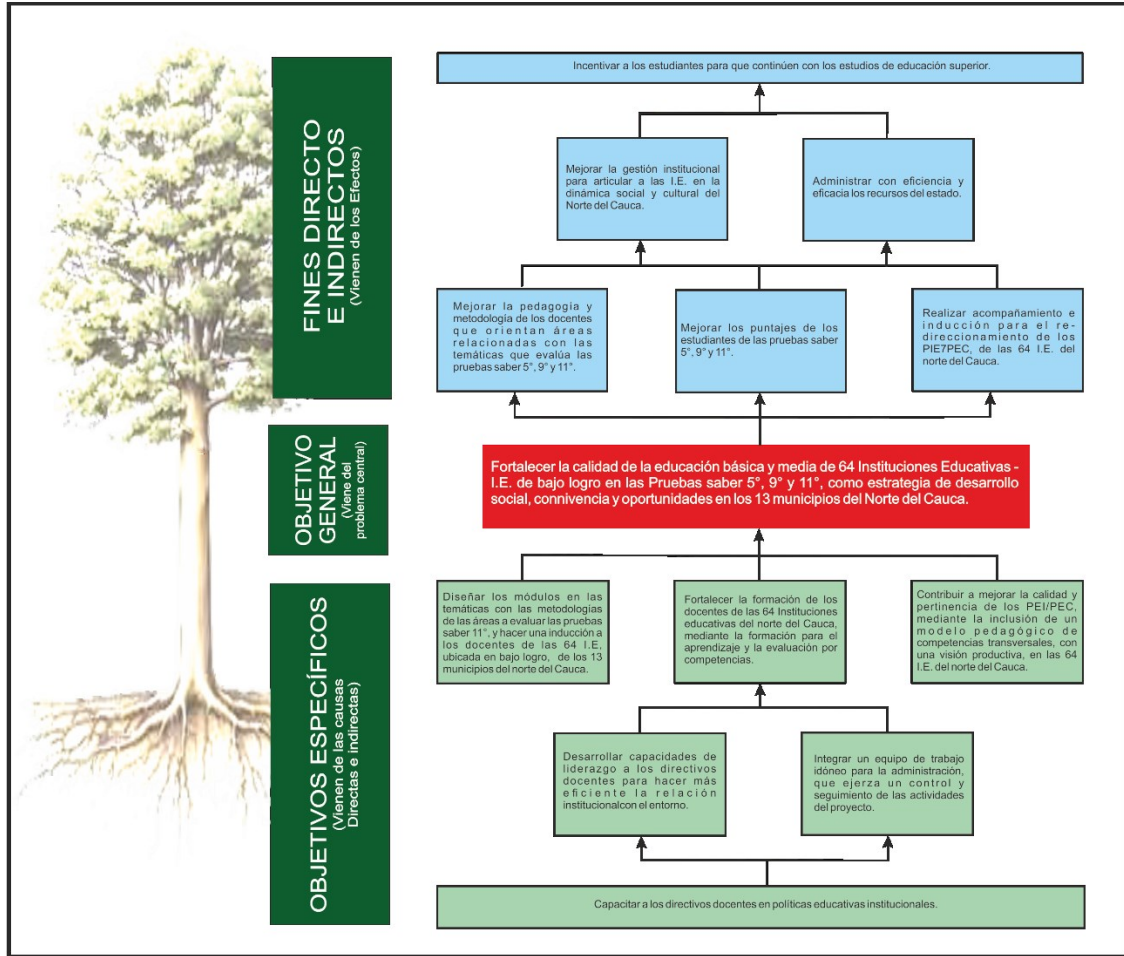 Incentivar a los estudiantes para que continúen con los estudios de educación superior.
FINES DIRECTO
E INDIRECTOS
(Vienen de los Efectos)
Mejorar la gestión institucional
para articular a las I.E. en la
dinámica social y cultural del
Norte del Cauca.
Administrar con eficiencia y
eficacia los recursos del estado.
Mejorar la pedagogía y
metodología de los docentes
que orientan áreas
relacionadas con las
temáticas que evalúa las
pruebas saber 5°, 9° y 11°.
Mejorar los puntajes de los
estudiantes de las pruebas saber
5°, 9° y 11°.
Realizar acompañamiento e
inducción para el re-
direccionamiento de los
PIE7PEC, de las 64 I.E. del
norte del Cauca.
OBJETIVO
GENERAL
(Viene del
problema central)
Fortalecer la calidad de la educación básica y media de 64 Instituciones Educativas -
I.E. de bajo logro en las Pruebas saber 5°, 9° y 11°, como estrategia de desarrollo
social, connivencia y oportunidades en los 13 municipios del Norte del Cauca.
OBJETIVOS ESPECÍFICOS
(Vienen de las causas
Directas e indirectas)
Diseñar los módulos en las
temáticas con las metodologías
de las áreas a evaluar las pruebas
saber 11°, y hacer una inducción a
los docentes de las 64 I.E,
ubicada en bajo logro, de los 13
municipios del norte del Cauca.
Fortalecer la formación de los
docentes de las 64 Instituciones
educativas del norte del Cauca,
mediante la formación para el
aprendizaje y la evaluación por
competencias.
Contribuir a mejorar la calidad y
pertinencia de los PEI/PEC,
mediante la inclusión de un
modelo pedagógico de
competencias transversales, con
una visión productiva, en las 64
I.E. del norte del Cauca.
Desarrollar capacidades de
liderazgo a los directivos
docentes para hacer más
eficiente la relación
institucionalcon el entorno.
Integrar un equipo de trabajo
idóneo para la administración,
que ejerza un control y
seguimiento de las actividades
del proyecto.
Capacitar a los directivos docentes en políticas educativas institucionales.